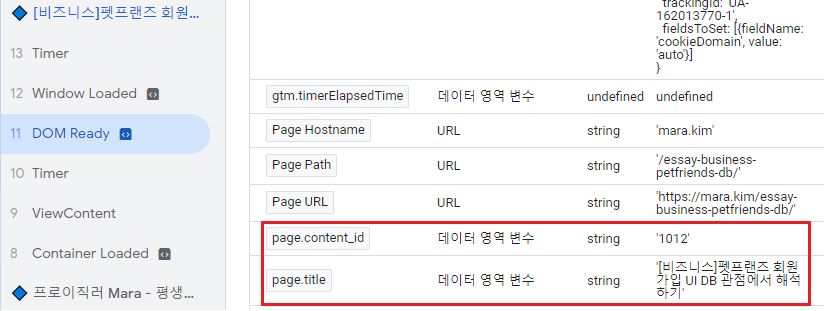 [비즈니스]펫프랜즈 회원...
13 Timer
12 Window Loaded
11 DOM Ready
10 Timer
9 ViewContent
8 Container Loaded
프로이직러 Mara - 평생...
trackingId: 'UA-
162013770-1',
fieldsToSet: [{fieldName:
'cookieDomain', value:
'auto'}]
}
gtm.timerElapsedTime 데이터 영역 변수 undefined undefined
Page Hostname URL string 'mara.kim'
Page Path URL string '/essay-business-
petfriends-db/'
Page URL URL string 'https://mara.kim/essay-
business-petfriends-db/'
page.content_id 데이터 영역 변수 string '1012'
page.title 데이터 영역 변수 string '[비즈니스]펫프랜즈 회원
가입 UI DB 관점에서 해석
하기'